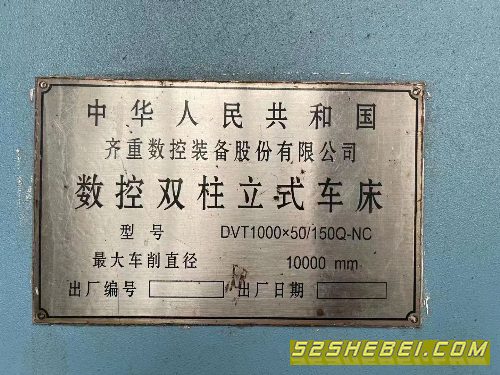 中华人民共和国
齐重数控装备股份有限公司
数控双柱立式车床
型号 DVT1000×50/150Q-NC
最大车削直径 10000 mm
出厂编号 出厂日期
52SHEBEI.COM